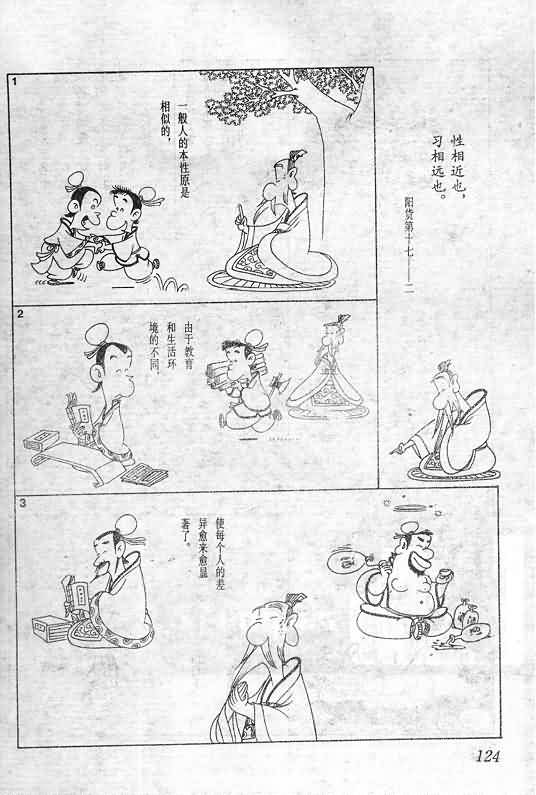 性相近也，
习相远也。
阳货第十七——二
1
一般人的本性原是
相似的，
2
由于教育
和生活环
境的不同，
3
使每个人的差
异愈来愈显
著了。
124